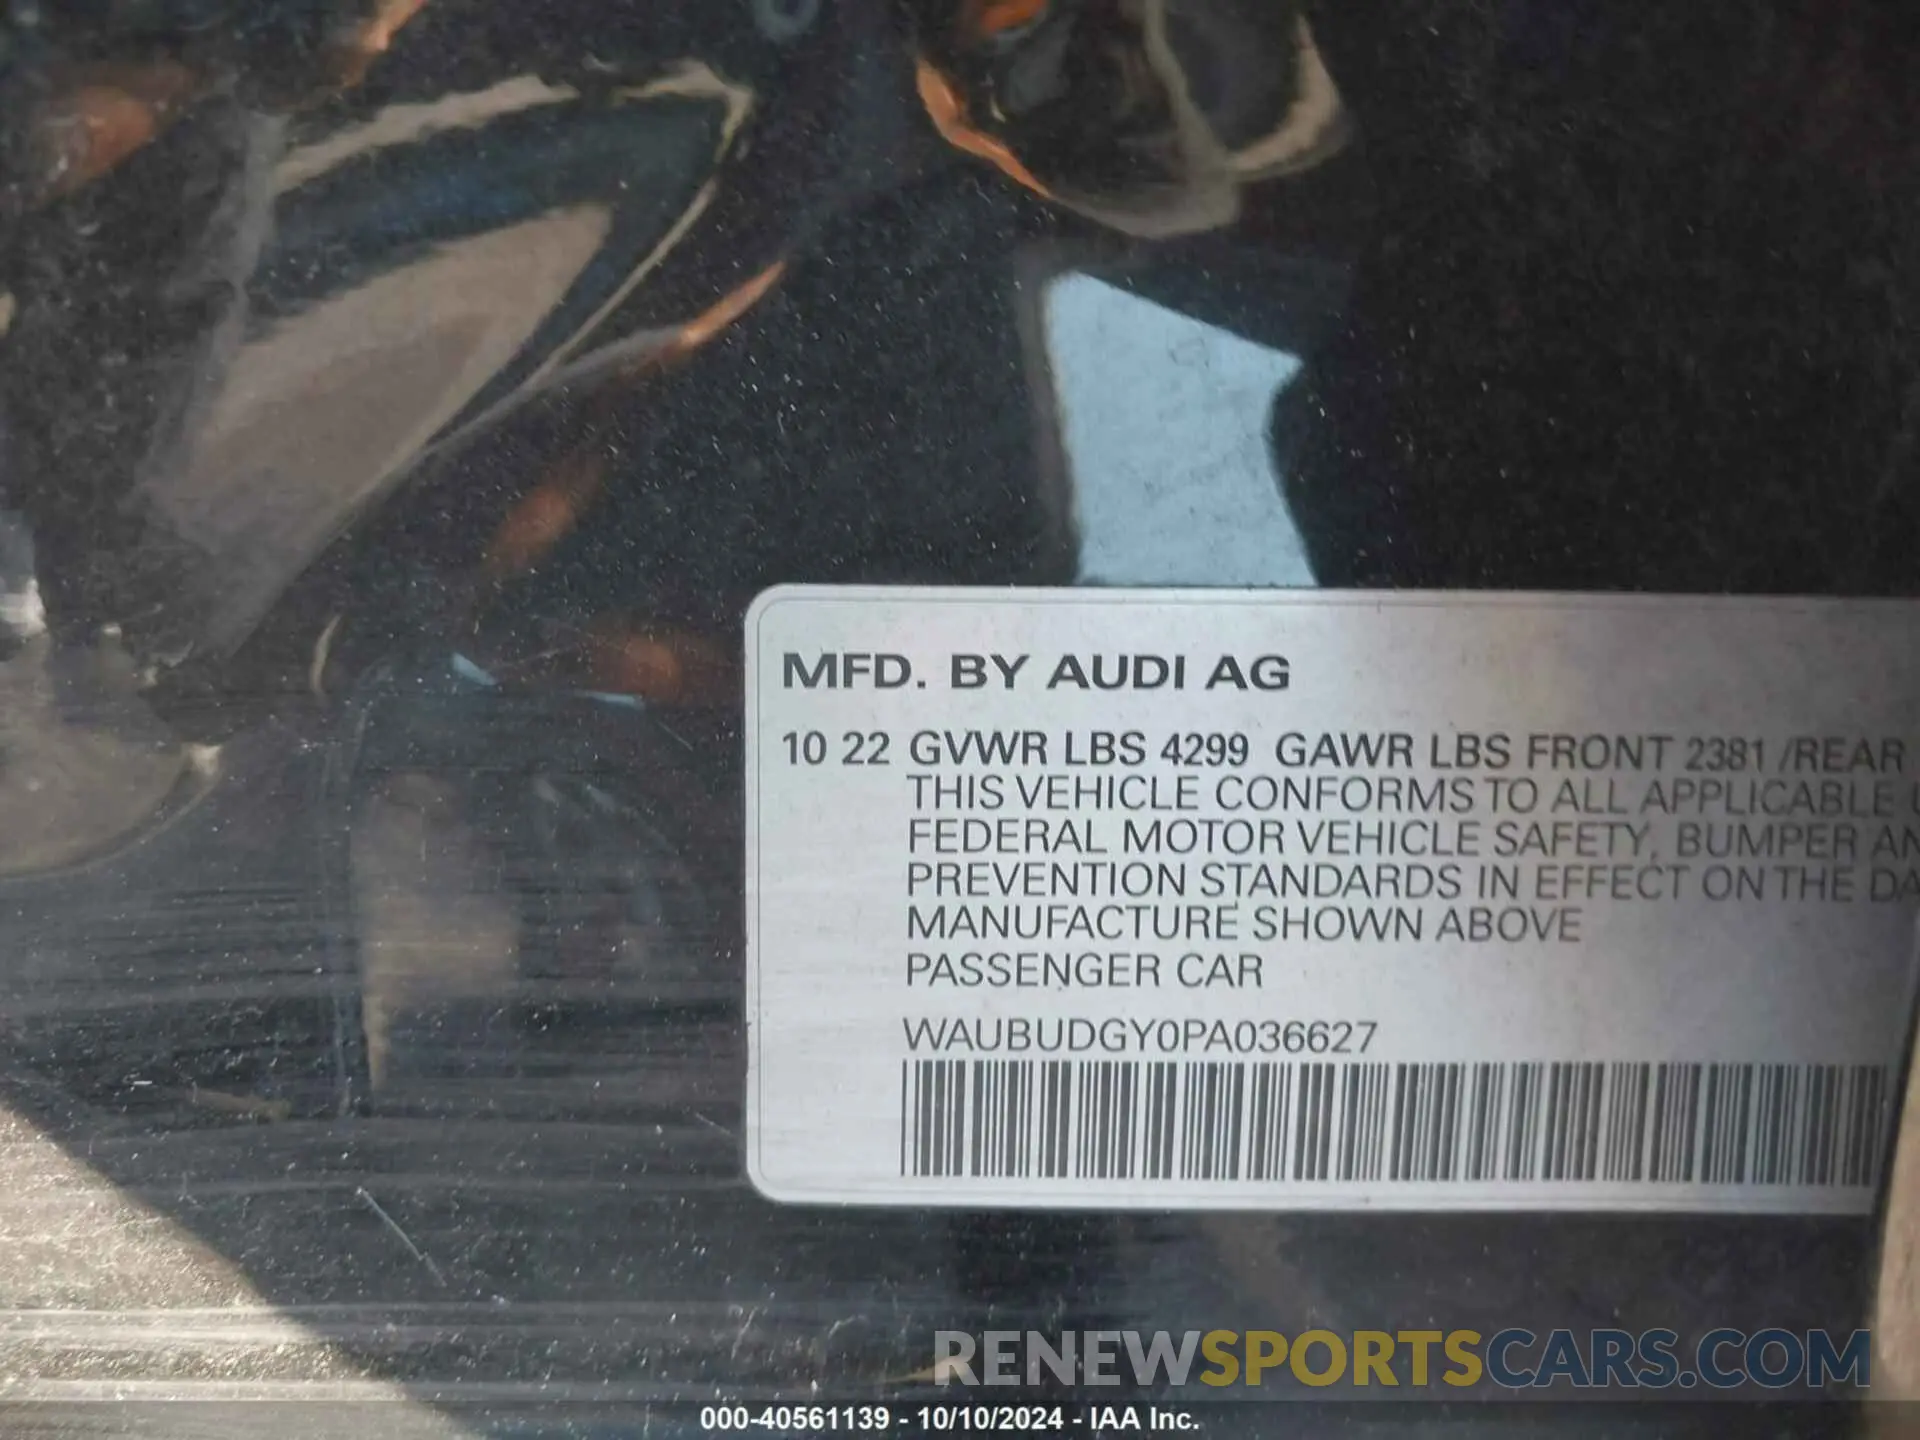 MFD. BY AUDI AG
10 22 GVWR LBS 4299 GAWR LBS FRONT 2381 /REAR
THIS VEHICLE CONFORMS TO ALL APPLICABLE
FEDERAL MOTOR VEHICLE SAFETY, BUMPER AN
PREVENTION STANDARDS IN EFFECT ON THE DA
MANUFACTURE SHOWN ABOVE
PASSENGER CAR
WAUBUDGY0PA036627
RENEWSPORTSCARS.COM
000-40561139 - 10/10/2024 - IAA Inc.